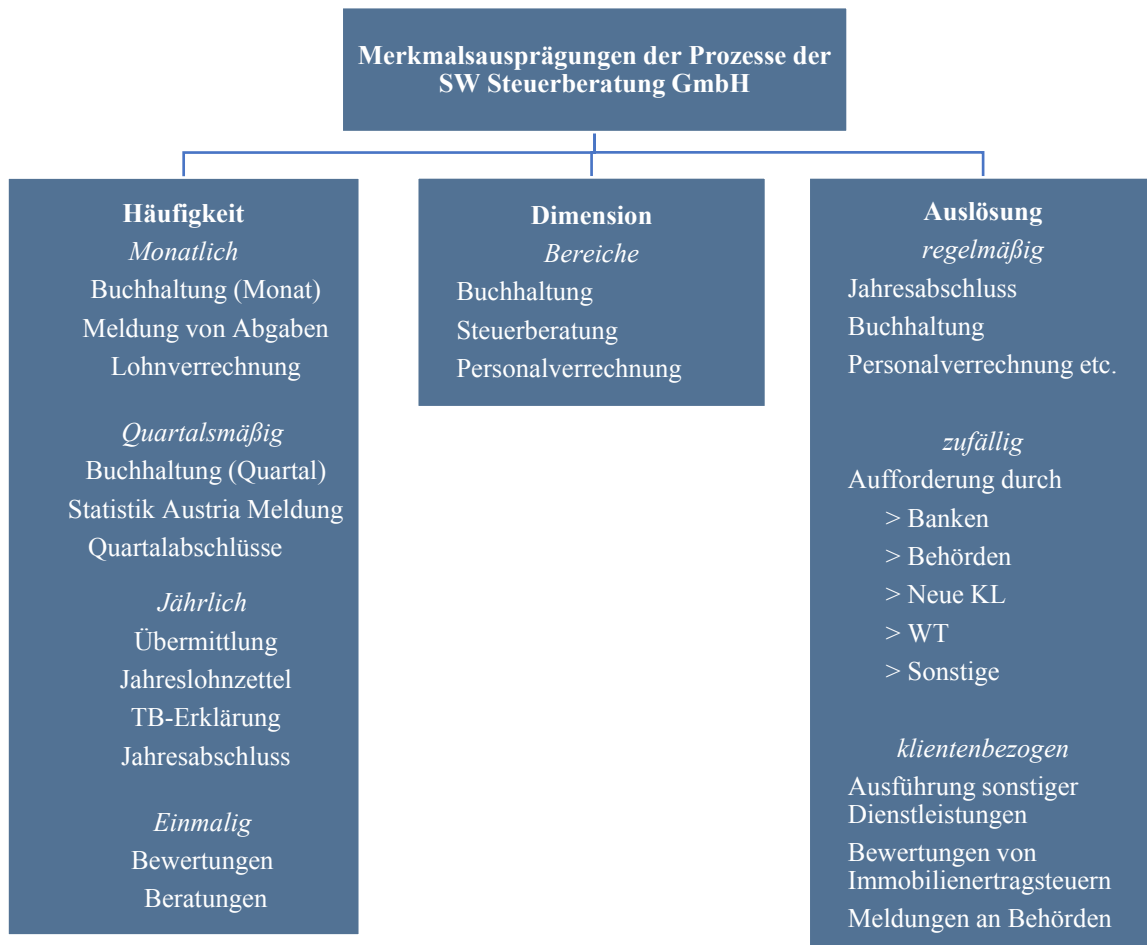 Merkmalsausprägungen der Prozesse der
SW Steuerberatung GmbH
Häufigkeit
Monatlich
Buchhaltung (Monat)
Meldung von Abgaben
Lohnverrechnung
Quartalsmäßig
Buchhaltung (Quartal)
Statistik Austria Meldung
Quartalabschlüsse
Jährlich
Übermittlung
Jahreslohnzettel
TB-Erklärung
Jahresabschluss
Einmalig
Bewertungen
Beratungen
Dimension
Bereiche
Buchhaltung
Steuerberatung
Personalverrechnung
Auslösung
regelmäßig
Jahresabschluss
Buchhaltung
Personalverrechnung etc.
zufällig
Aufforderung durch
> Banken
> Behörden
> Neue KL
> WT
> Sonstige
klientenbezogen
Ausführung sonstiger
Dienstleistungen
Bewertungen von
Immobilienertragsteuern
Meldungen an Behörden